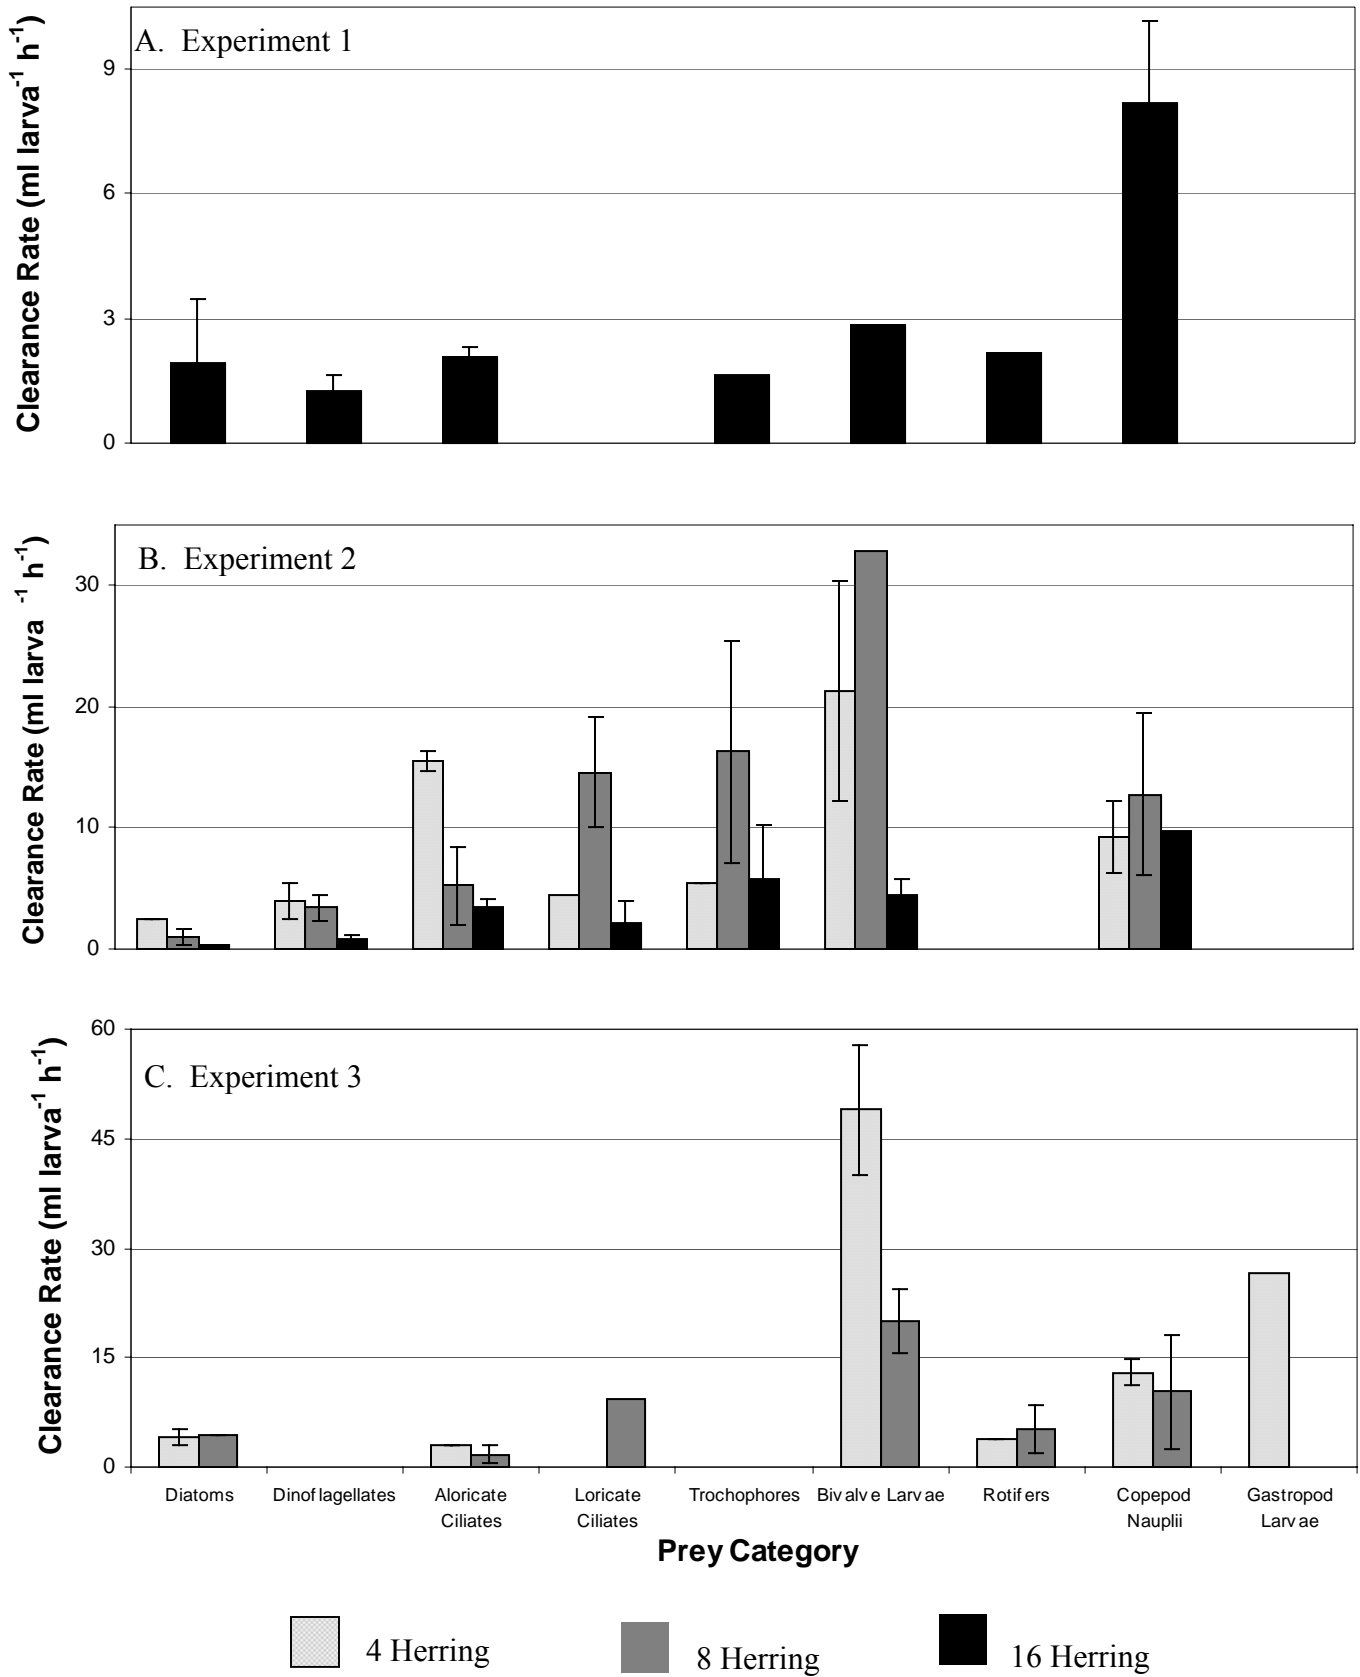 A. Experiment 1
Clearance Rate (ml larva⁻¹ h⁻¹)
9
6
3
0
B. Experiment 2
Clearance Rate (ml larva ⁻¹ h⁻¹)
30
20
10
0
C. Experiment 3
Clearance Rate (ml larva⁻¹ h⁻¹)
60
45
30
15
0
Diatoms Dinoflagellates Aloricate Loricate Trochophores Bivalve Larvae Rotifers Copepod Gastropod
Ciliates Ciliates Nauplii Larvae
Prey Category
4 Herring 8 Herring 16 Herring